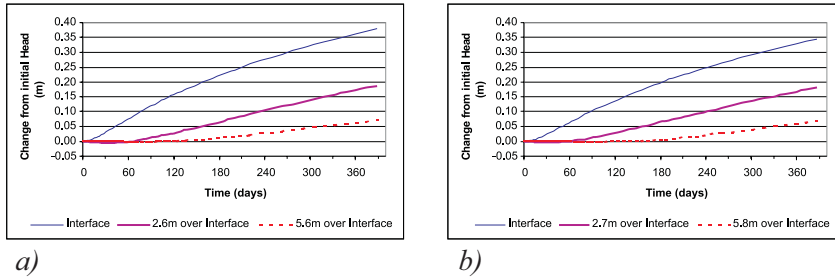 0.40
0.35
0.30
0.25
0.20
0.15
0.10
0.05
0.00
-0.05
Change from initial Head
(m)
0 60 120 180 240 300 360
Time (days)
Interface 2.6m over Interface 5.6m over Interface
a)
0.40
0.35
0.30
0.25
0.20
0.15
0.10
0.05
0.00
-0.05
Change from initial Head
(m)
0 60 120 180 240 300 360
Time (days)
Interface 2.7m over Interface 5.8m over Interface
b)